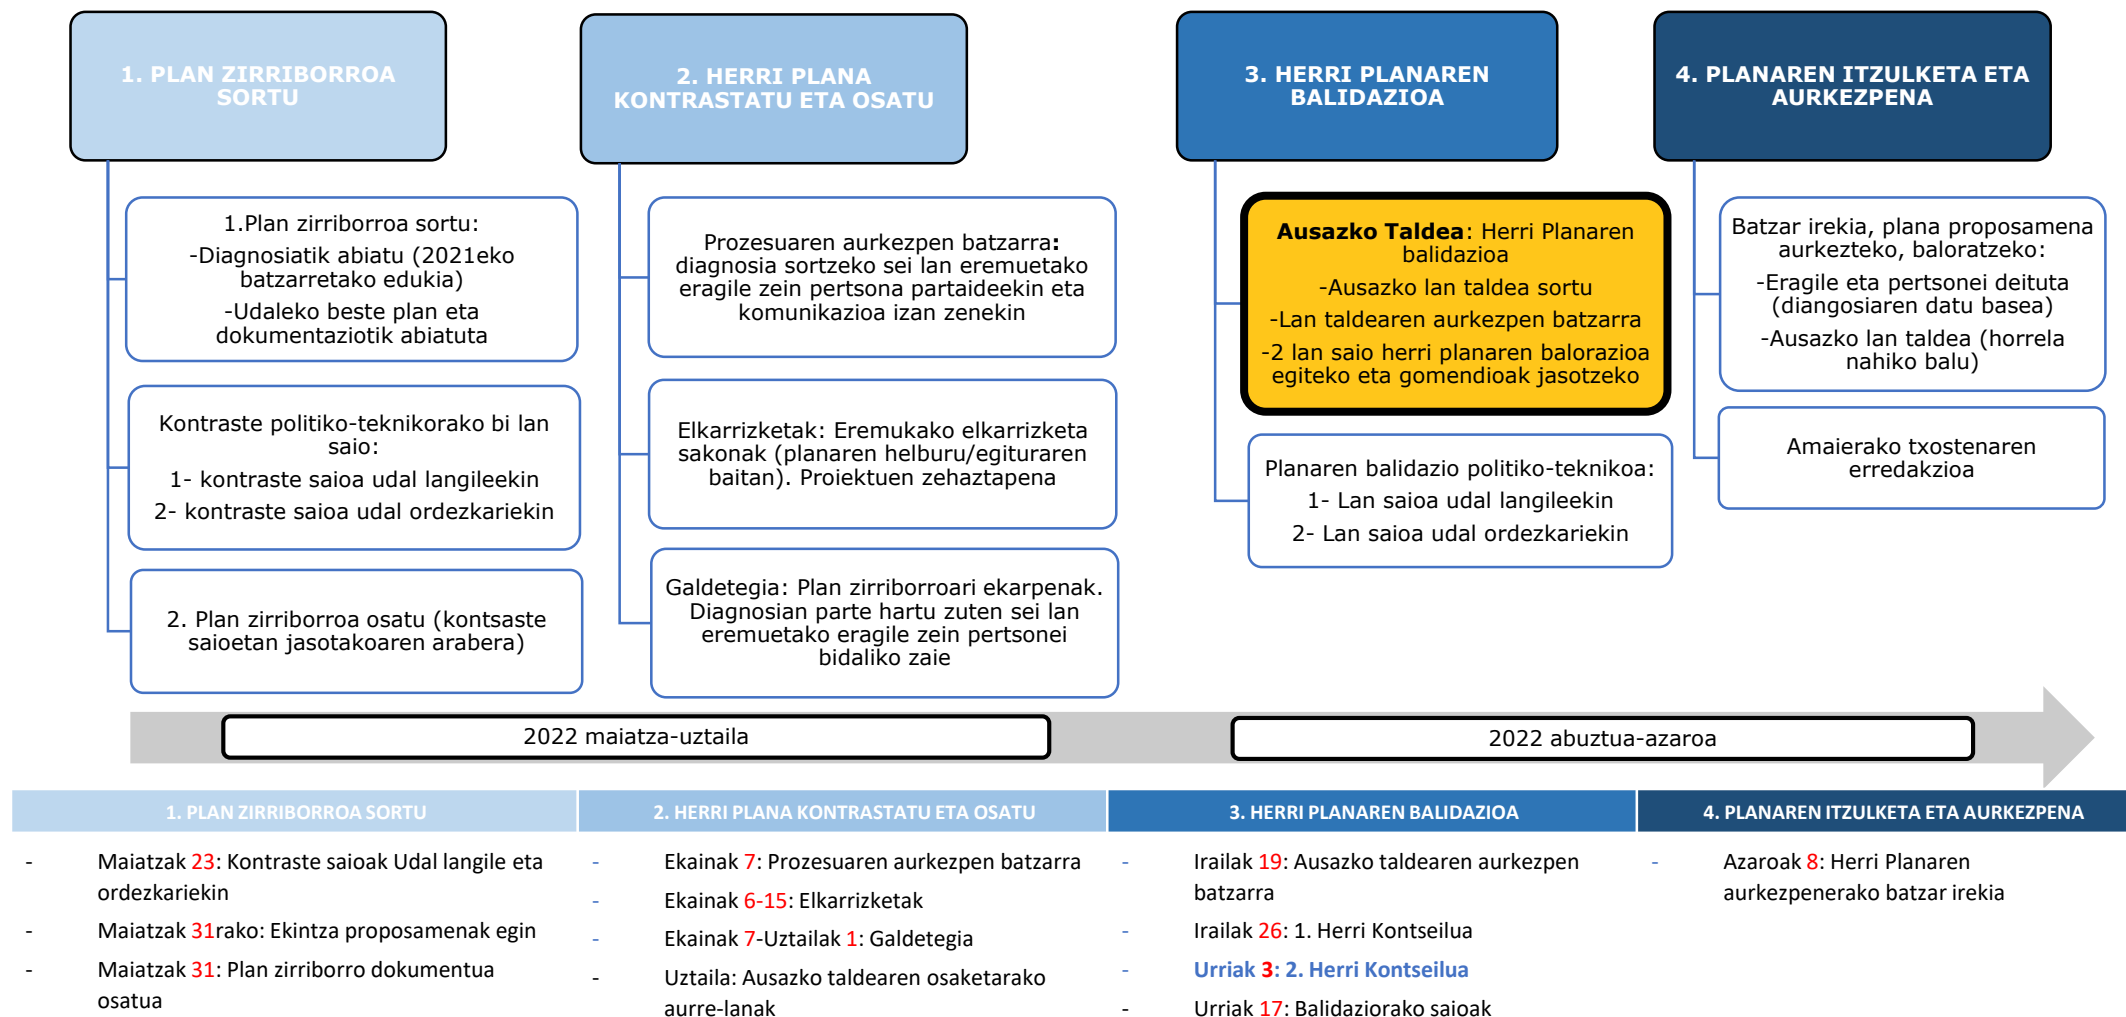 1. PLAN ZIRRIBORROA
SORTU
1.Plan zirriborroa sortu:
-Diagnosiatik abiatu (2021eko
batzarretako edukia)
-Udaleko beste plan eta
dokumentaziotik abiatuta
Kontraste politiko-teknikorako bi lan
saio:
1- kontraste saioa udal langileekin
2- kontraste saioa udal ordezkariekin
2. Plan zirriborroa osatu (kontsaste
saioetan jasotakoaren arabera)
2. HERRI PLANA
KONTRASTATU ETA OSATU
Prozesuaren aurkezpen batzarra:
diagnosia sortzeko sei lan eremuetako
eragile zein pertsona partaideekin eta
komunikazioa izan zenekin
Elkarrizketak: Eremukako elkarrizketa
sakonak (planaren helburu/egituraren
baitan). Proiektuen zehaztapena
Galdetegia: Plan zirriborroari ekarpenak.
Diagnosian parte hartu zuten sei lan
eremuetako eragile zein pertsonei
bidaliko zaie
3. HERRI PLANAREN
BALIDAZIOA
Ausazko Taldea: Herri Planaren
balidazioa
-Ausazko lan taldea sortu
-Lan taldearen aurkezpen batzarra
-2 lan saio herri planaren balorazioa
egiteko eta gomendioak jasotzeko
Planaren balidazio politiko-teknikoa:
1- Lan saioa udal langileekin
2- Lan saioa udal ordezkariekin
4. PLANAREN ITZULKETA ETA
AURKEZPENA
Batzar irekia, plana proposamena
aurkezteko, baloratzeko:
-Eragile eta pertsonei deituta
(diangosiaren datu basea)
-Ausazko lan taldea (horrela
nahiko balu)
Amaierako txostenaren
erredakzioa
2022 maiatza-uztaila
2022 abuztua-azaroa
1. PLAN ZIRRIBORROA SORTU
- Maiatzak 23: Kontraste saioak Udal langile eta
ordezkariekin
- Maiatzak 31rako: Ekintza proposamenak egin
- Maiatzak 31: Plan zirriborro dokumentua
osatua
2. HERRI PLANA KONTRASTATU ETA OSATU
- Ekainak 7: Prozesuaren aurkezpen batzarra
- Ekainak 6-15: Elkarrizketak
- Ekainak 7-Uztailak 1: Galdetegia
- Uztaila: Ausazko taldearen osaketarako
aurre-lanak
3. HERRI PLANAREN BALIDAZIOA
- Irailak 19: Ausazko taldearen aurkezpen
batzarra
- Irailak 26: 1. Herri Kontseilua
- Urriak 3: 2. Herri Kontseilua
- Urriak 17: Balidaziorako saioak
4. PLANAREN ITZULKETA ETA AURKEZPENA
- Azaroak 8: Herri Planaren
aurkezpenerako batzar irekia